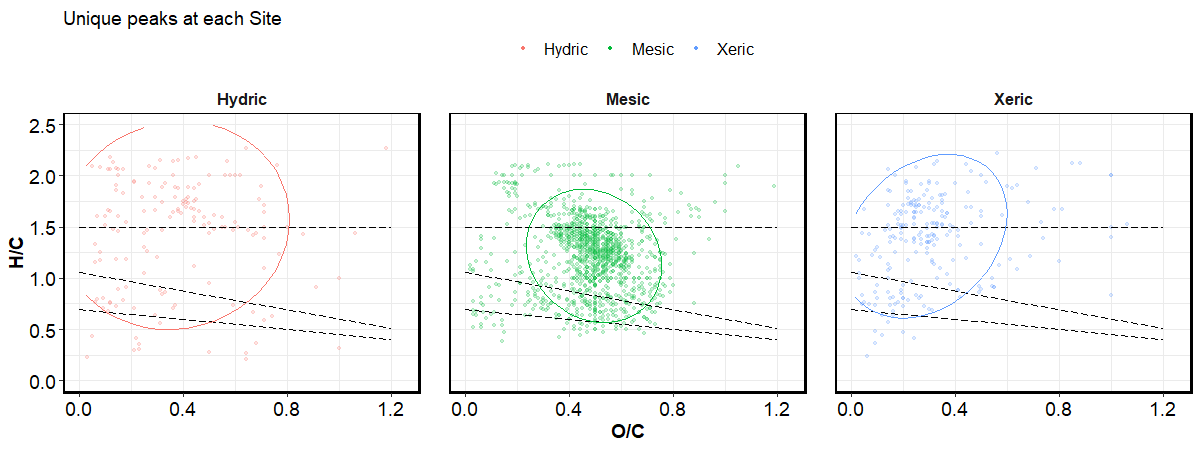 Unique peaks at each Site
Hydric Mesic Xeric
Hydric Mesic Xeric
H/C
2.5
2.0
1.5
1.0
0.5
0.0
0.0 0.4 0.8 1.2 0.0 0.4 0.8 1.2 0.0 0.4 0.8 1.2
O/C